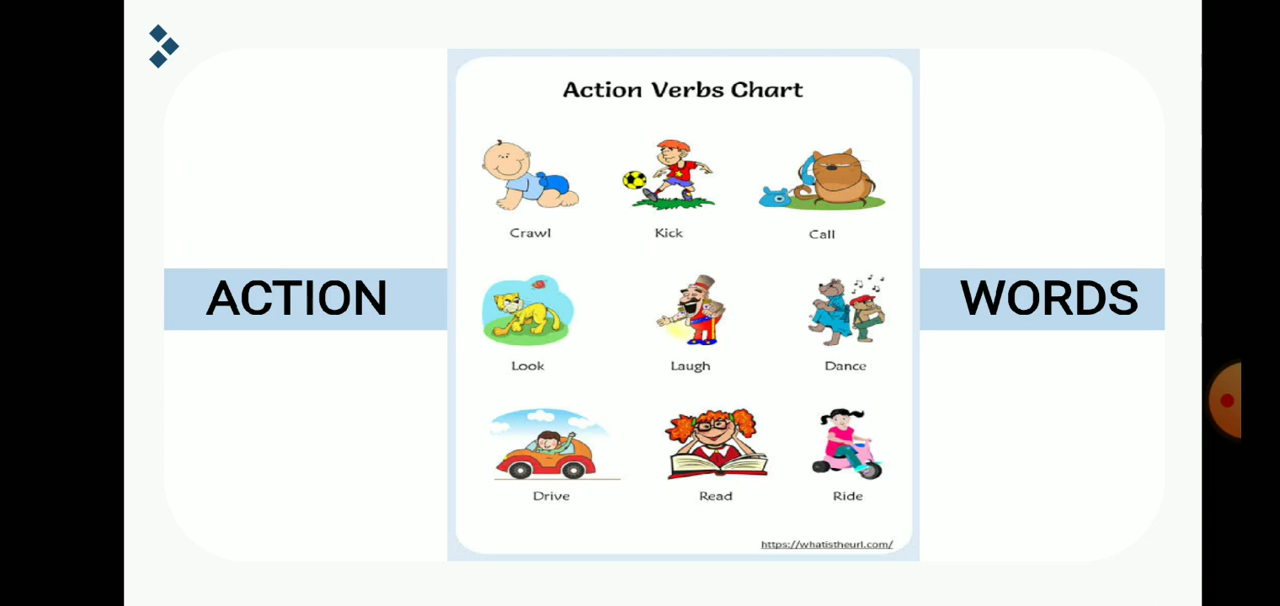 Action Verbs Chart
Crawl Kick Call
ACTION WORDS
Look Laugh Dance
Drive Read Ride
https://whatistheurl.com/